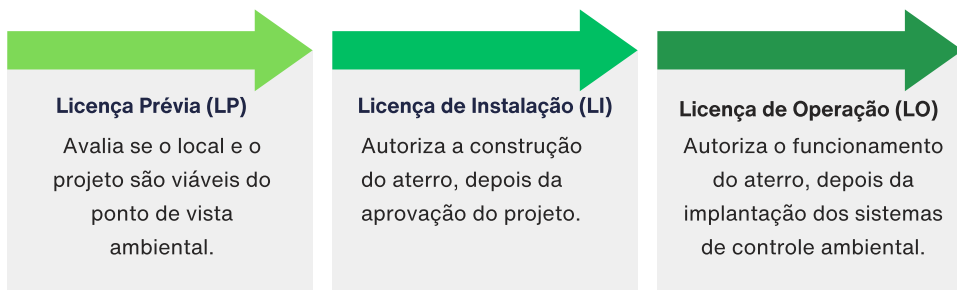 Licença Prévia (LP)
Avalia se o local e o
projeto são viáveis do
ponto de vista
ambiental.
Licença de Instalação (LI)
Autoriza a construção
do aterro, depois da
aprovação do projeto.
Licença de Operação (LO)
Autoriza o funcionamento
do aterro, depois da
implantação dos sistemas
de controle ambiental.